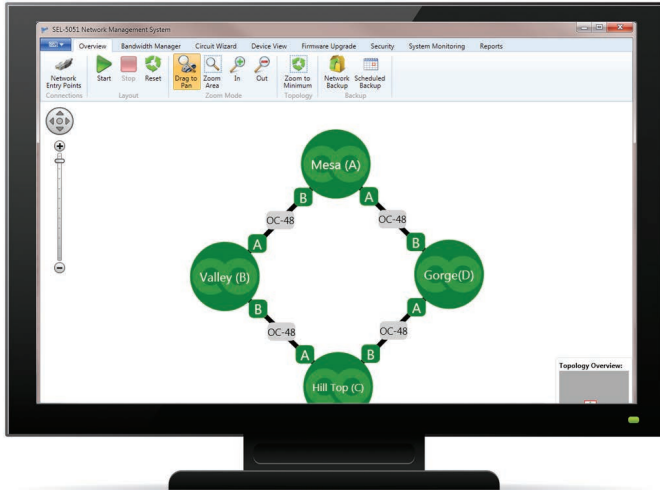 SEL-5051 Network Management System
Overview Bandwidth Manager Circuit Wizard Device View Firmware Upgrade Security System Monitoring Reports
Network Entry Points
Start Stop Reset
Drag to Pan
Zoom Area
In Out
Zoom to Minimum
Network Backup
Scheduled Backup
Connections Layout Zoom Mode Topology Backup
Mesa (A)
B A
OC-48 OC-48
A B
Valley (B) Gorge(D)
B A
OC-48 OC-48
A B
Hill Top (C)
Topology Overview: